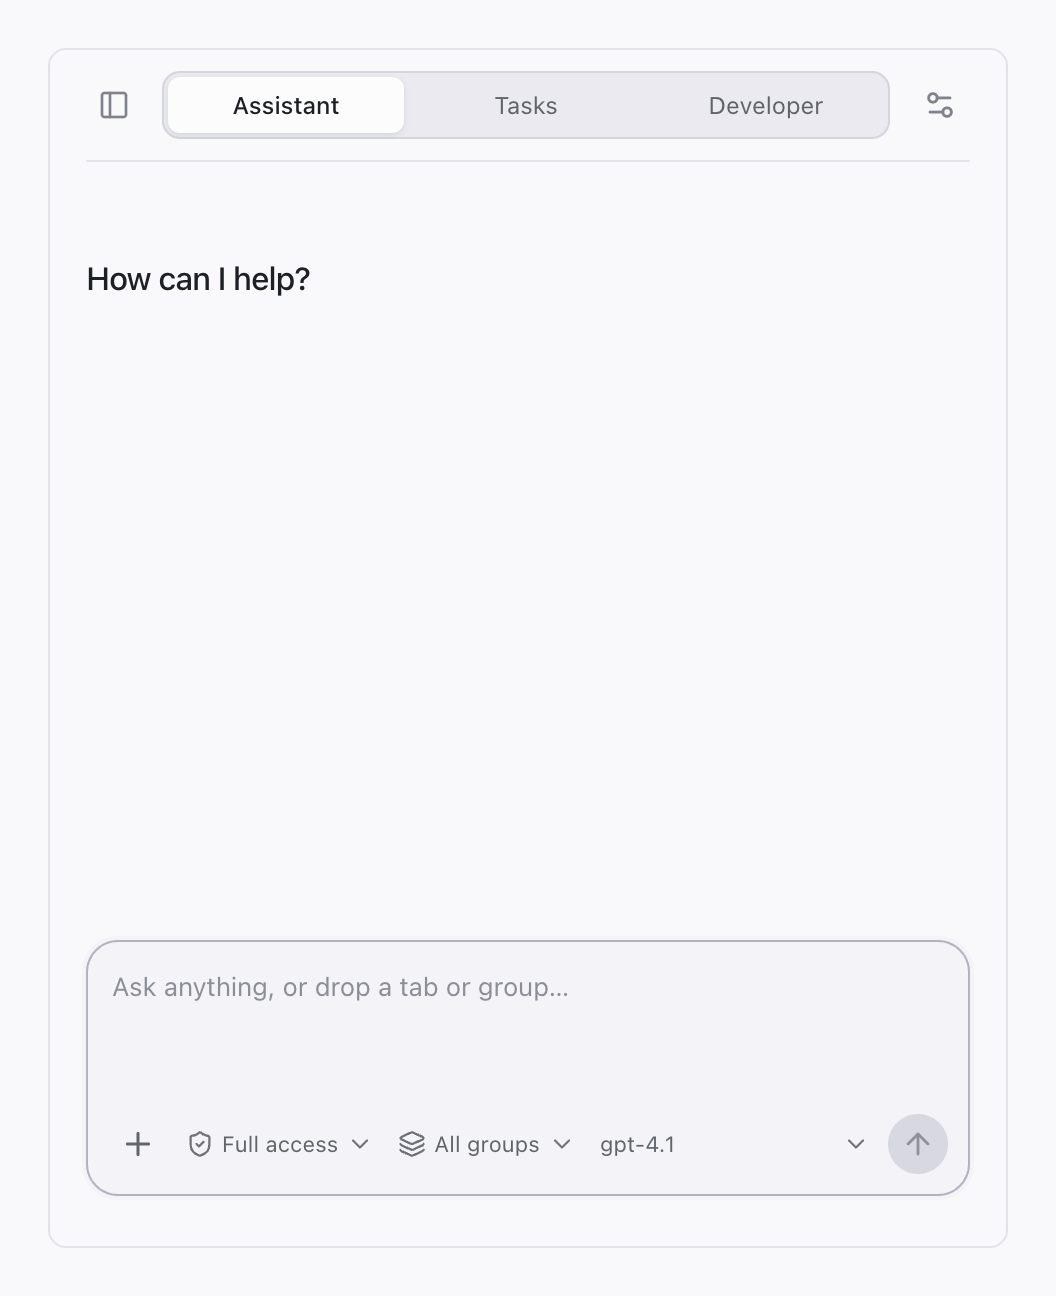 Assistant Tasks Developer
How can I help?
Ask anything, or drop a tab or group...
Full access All groups gpt-4.1